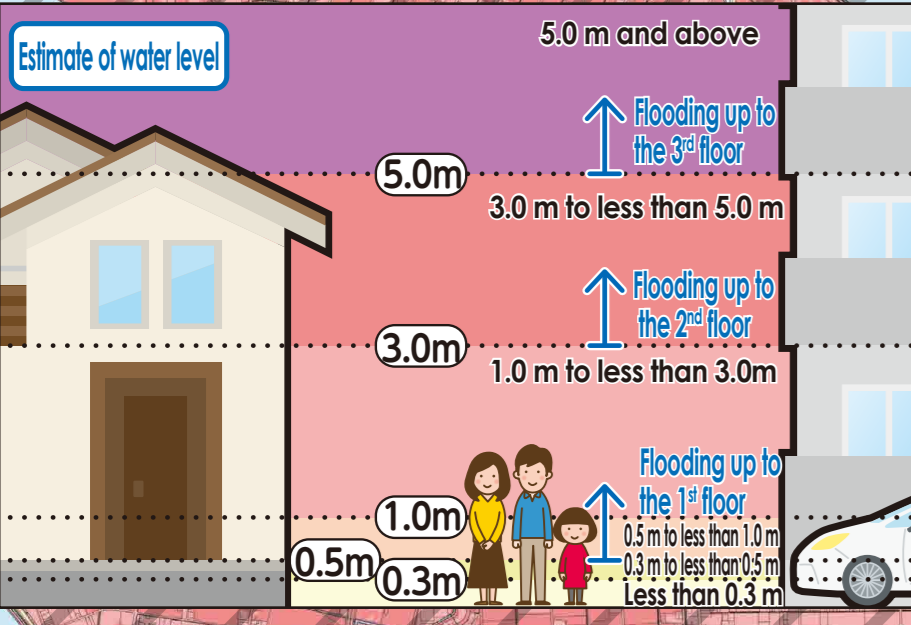 Estimate of water level
5.0 m and above
Flooding up to
the 3rd floor
5.0m
3.0 m to less than 5.0 m
Flooding up to
the 2nd floor
3.0m
1.0 m to less than 3.0m
Flooding up to
the 1st floor
1.0m
0.5 m to less than 1.0 m
0.5m
0.3 m to less than 0.5 m
0.3m
Less than 0.3 m